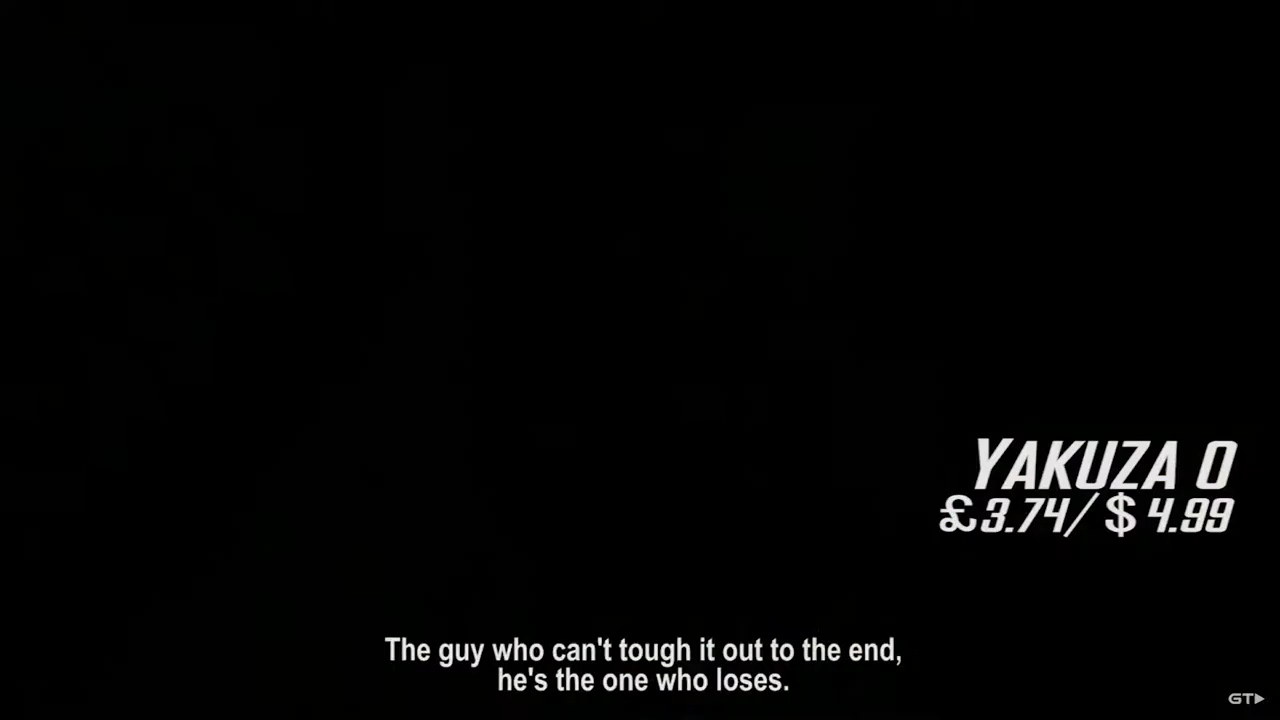 YAKUZA 0
£3.74/$4.99
The guy who can't tough it out to the end,
he's the one who loses.
GT